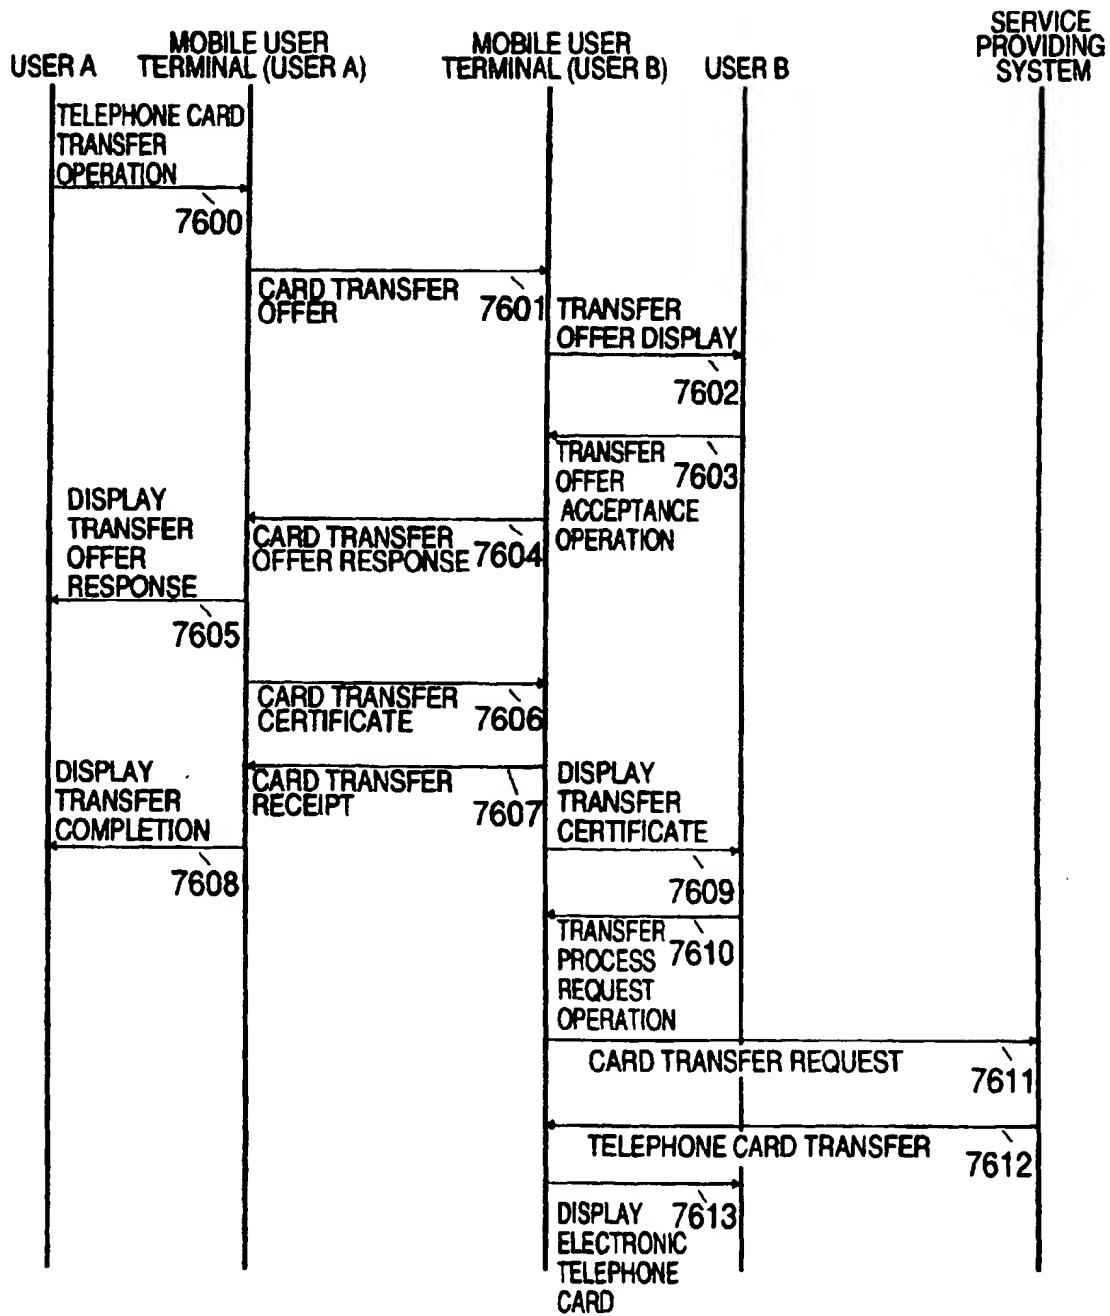 USER A
MOBILE USER
TERMINAL (USER A)
MOBILE USER
TERMINAL (USER B)
USER B
SERVICE
PROVIDING
SYSTEM
TELEPHONE CARD
TRANSFER
OPERATION
7600
CARD TRANSFER
OFFER
7601
TRANSFER
OFFER DISPLAY
7602
TRANSFER
OFFER
ACCEPTANCE
OPERATION
7603
CARD TRANSFER
OFFER RESPONSE
7604
DISPLAY
TRANSFER
OFFER
RESPONSE
7605
CARD TRANSFER
CERTIFICATE
7606
CARD TRANSFER
RECEIPT
7607
DISPLAY
TRANSFER
COMPLETION
7608
DISPLAY
TRANSFER
CERTIFICATE
7609
TRANSFER
PROCESS
REQUEST
OPERATION
7610
CARD TRANSFER REQUEST
7611
TELEPHONE CARD TRANSFER
7612
DISPLAY
ELECTRONIC
TELEPHONE
CARD
7613